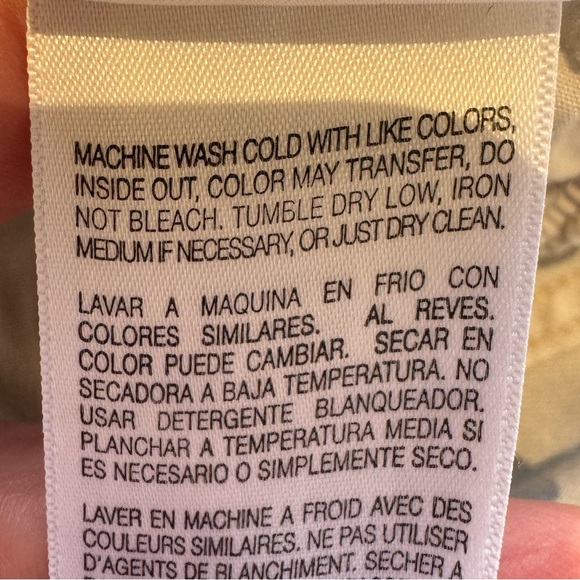 MACHINE WASH COLD WITH LIKE COLORS,
INSIDE OUT, COLOR MAY TRANSFER, DO
NOT BLEACH. TUMBLE DRY LOW, IRON
MEDIUM IF NECESSARY, OR JUST DRY CLEAN.
LAVAR A MAQUINA EN FRIO CON
COLORES SIMILARES. AL REVES.
COLOR PUEDE CAMBIAR. SECAR EN
SECADORA A BAJA TEMPERATURA. NO
USAR DETERGENTE BLANQUEADOR.
PLANCHAR A TEMPERATURA MEDIA SI
ES NECESARIO O SIMPLEMENTE SECO.
LAVER EN MACHINE A FROID AVEC DES
COULEURS SIMILAIRES. NE PAS UTILISER
D'AGENTS DE BLANCHIMENT. SECHER A